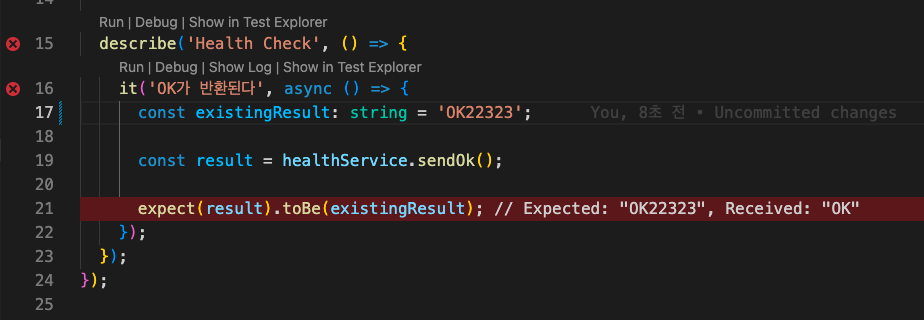 14
Run | Debug | Show in Test Explorer
15 describe('Health Check', () => {
Run | Debug | Show Log | Show in Test Explorer
16 it('OK가 반환된다', async () => {
17 const existingResult: string = 'OK22323'; You, 8초 전 • Uncommitted changes
18
19 const result = healthService.sendOk();
20
21 expect(result).toBe(existingResult); // Expected: "OK22323", Received: "OK"
22 });
23 });
24 });
25